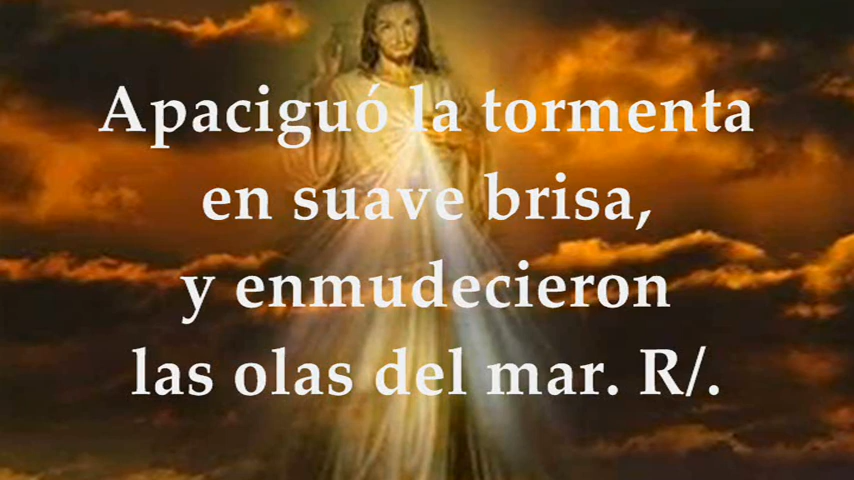 Apaciguó la tormenta
en suave brisa,
y enmudecieron
las olas del mar. R/.